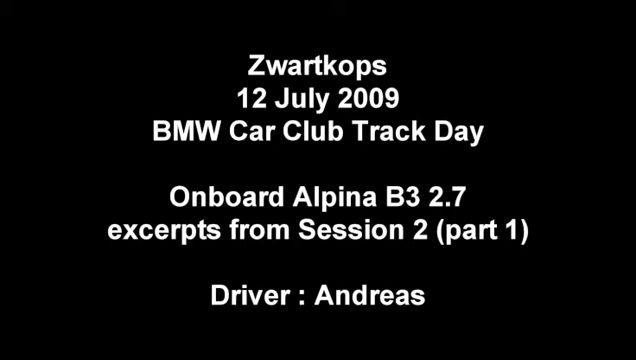 Zwartkops
12 July 2009
BMW Car Club Track Day
Onboard Alpina B3 2.7
excerpts from Session 2 (part 1)
Driver : Andreas